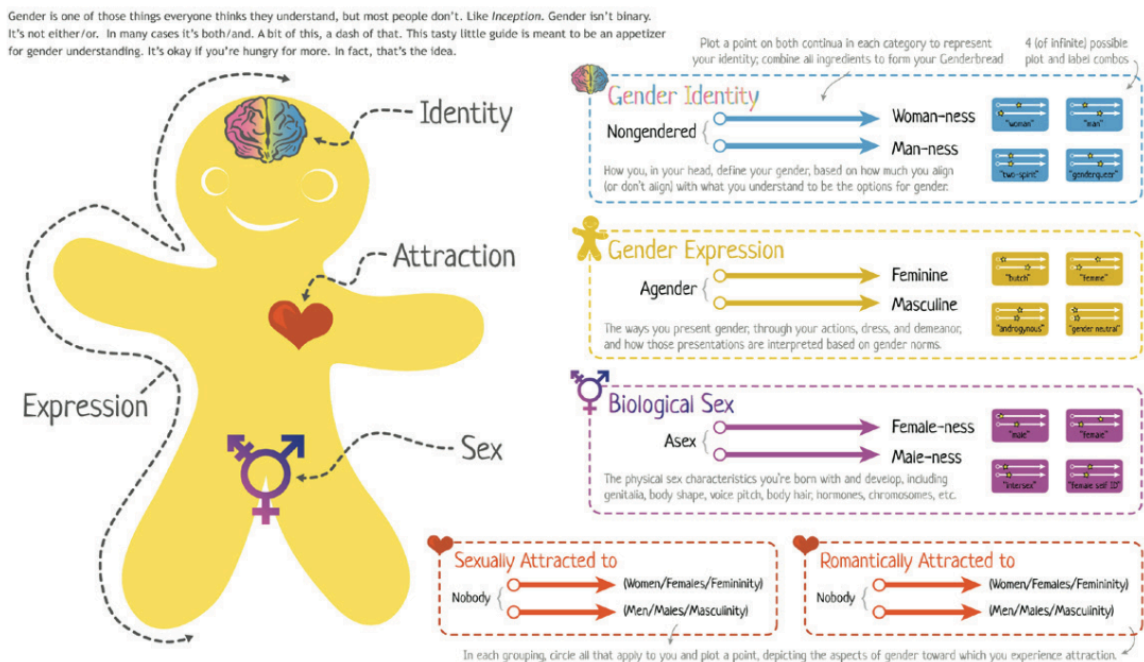 Gender is one of those things everyone thinks they understand, but most people don't. Like Inception. Gender isn't binary.
It's not either/or. In many cases it's both/and. A bit of this, a dash of that. This tasty little guide is meant to be an appetizer
for gender understanding. It's okay if you're hungry for more. In fact, that's the idea.
Identity
Attraction
Expression
Sex
Plot a point on both continua in each category to represent
your identity; combine all ingredients to form your Genderbread
4 (of infinite) possible
plot and label combos
Gender Identity
Nongendered
Woman-ness
Man-ness
How you, in your head, define your gender, based on how much you align
(or don't align) with what you understand to be the options for gender.
"woman"
"man"
"two-spirit"
"genderqueer"
Gender Expression
Agender
Feminine
Masculine
The ways you present gender, through your actions, dress, and demeanor,
and how those presentations are interpreted based on gender norms.
"butch"
"femme"
"androgynous"
"gender neutral"
Biological Sex
Asex
Female-ness
Male-ness
The physical sex characteristics you're born with and develop, including
genitalia, body shape, voice pitch, body hair, hormones, chromosomes, etc.
"male"
"female"
"intersex"
"female self ID"
Sexually Attracted to
Nobody
(Women/Females/Femininity)
(Men/Males/Masculinity)
Romantically Attracted to
Nobody
(Women/Females/Femininity)
(Men/Males/Masculinity)
In each grouping, circle all that apply to you and plot a point, depicting the aspects of gender toward which you experience attraction.